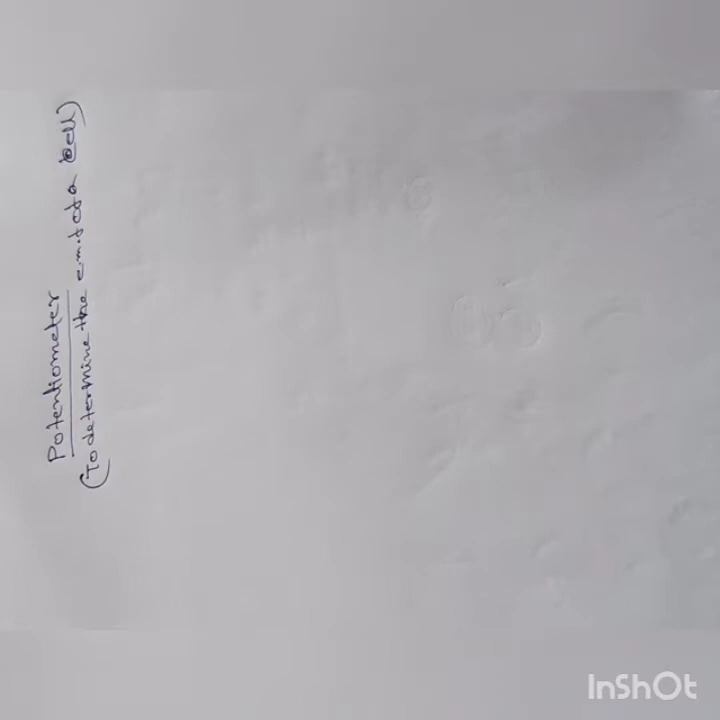 Potentiometer
(To determine the e.m.f of a cell)
InShOt